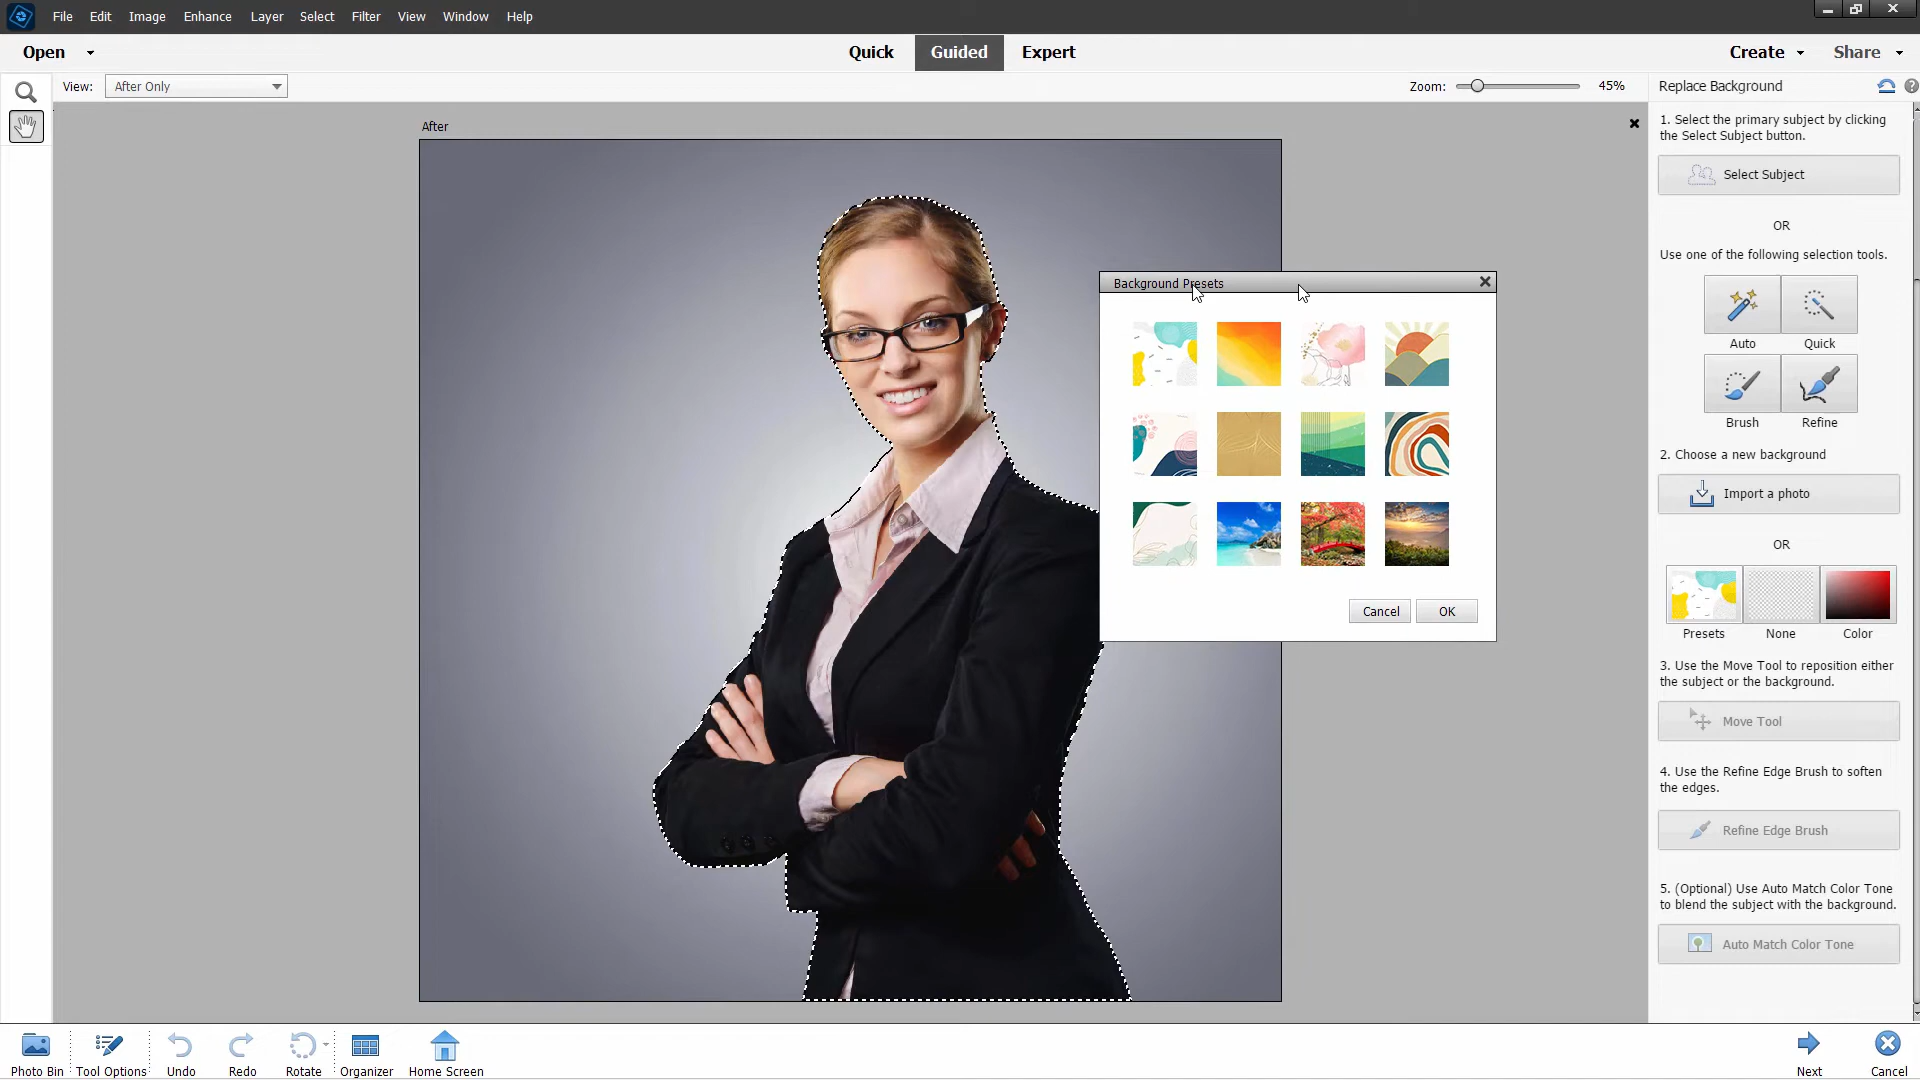 File Edit Image Enhance Layer Select Filter View Window Help
Open Quick Guided Expert Create Share
View: After Only Zoom: 45% Replace Background
After
1. Select the primary subject by clicking
the Select Subject button.
Select Subject
OR
Use one of the following selection tools.
Auto Quick
Brush Refine
2. Choose a new background
Import a photo
OR
Presets None Color
3. Use the Move Tool to reposition either
the subject or the background.
Move Tool
4. Use the Refine Edge Brush to soften
the edges.
Refine Edge Brush
5. (Optional) Use Auto Match Color Tone
to blend the subject with the background.
Auto Match Color Tone
Background Presets
Cancel OK
Photo Bin Tool Options Undo Redo Rotate Organizer Home Screen Next Cancel